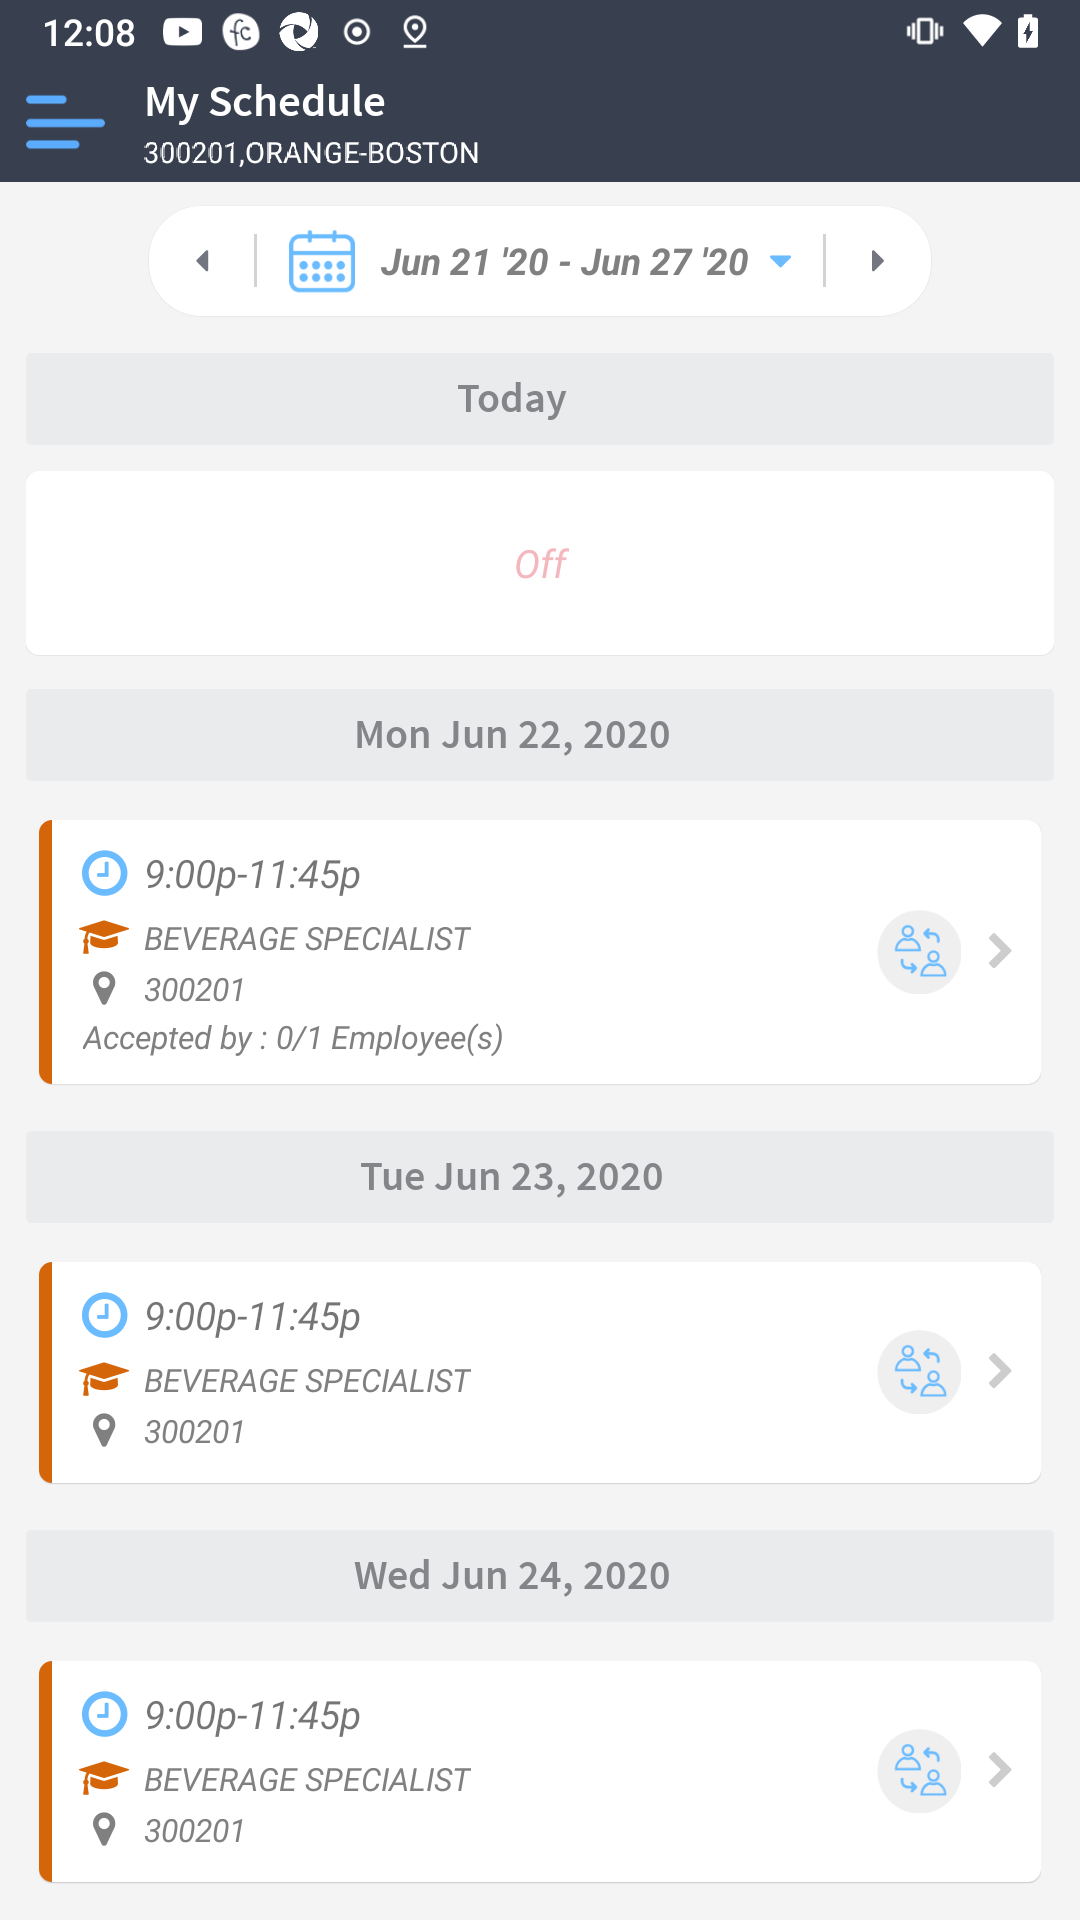 12:08
My Schedule
300201,ORANGE-BOSTON
Jun 21 '20 - Jun 27 '20
Today
Off
Mon Jun 22, 2020
9:00p-11:45p
BEVERAGE SPECIALIST
300201
Accepted by : 0/1 Employee(s)
Tue Jun 23, 2020
9:00p-11:45p
BEVERAGE SPECIALIST
300201
Wed Jun 24, 2020
9:00p-11:45p
BEVERAGE SPECIALIST
300201